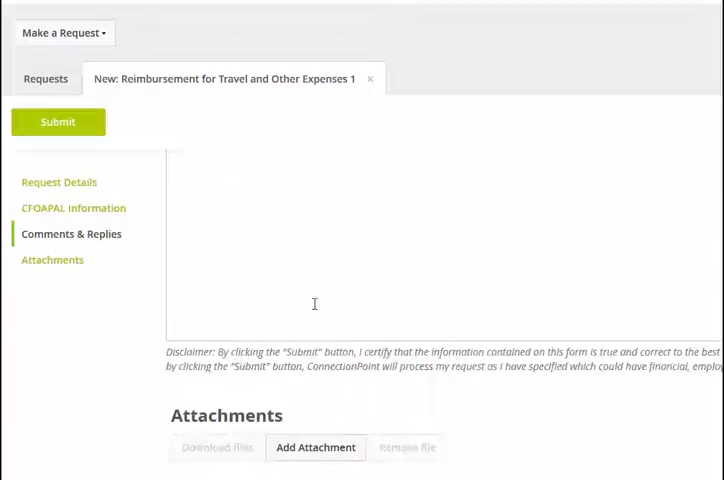 Make a Request
Requests
New: Reimbursement for Travel and Other Expenses 1 ×
Submit
Request Details
CFOAPAL Information
Comments & Replies
Attachments
Disclaimer: By clicking the "Submit" button, I certify that the information contained on this form is true and correct to the best
by clicking the "Submit" button, ConnectionPoint will process my request as I have specified which could have financial, emplo
Attachments
Download files
Add Attachment
Remove file